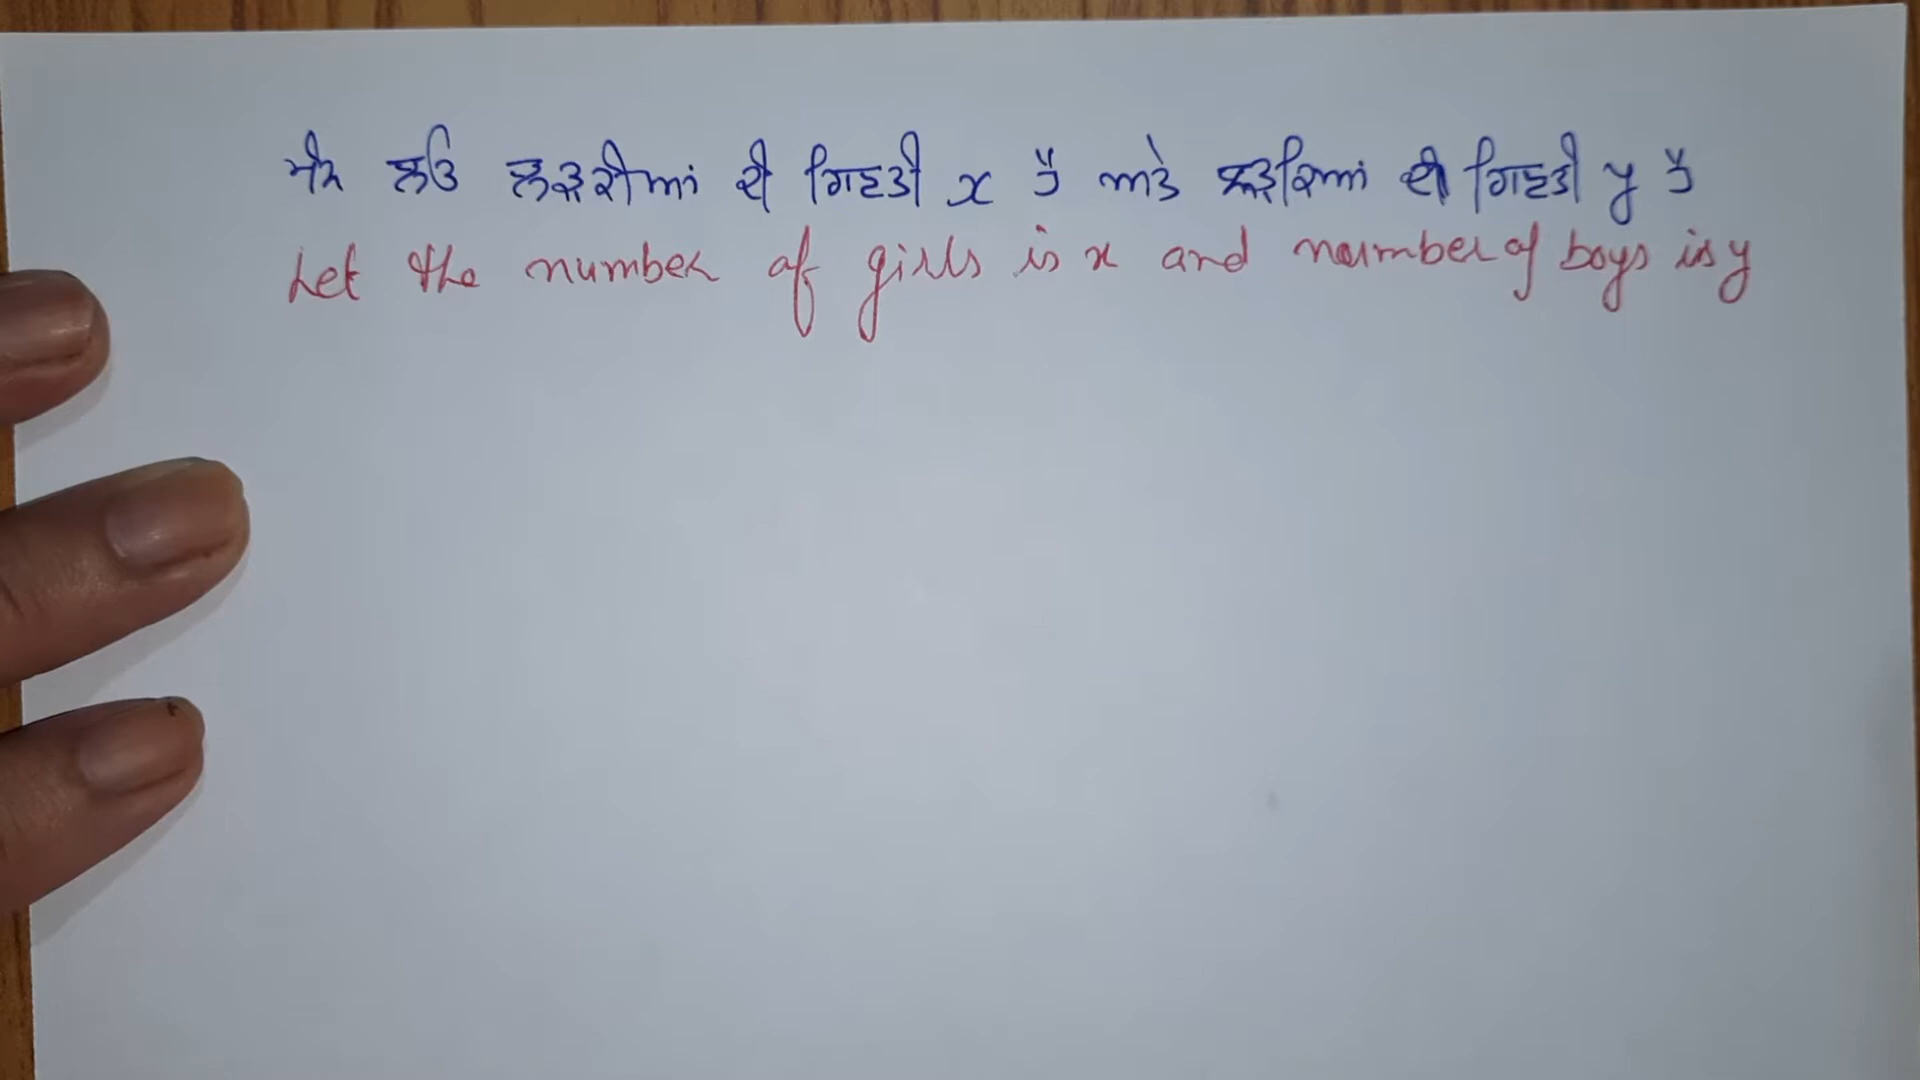 ਮੰਨ ਲਓ ਲੜਕੀਆਂ ਦੀ ਗਿਣਤੀ x ਹੈ ਅਤੇ ਲੜਕਿਆਂ ਦੀ ਗਿਣਤੀ y ਹੈ
Let the number of girls is x and number of boys is y